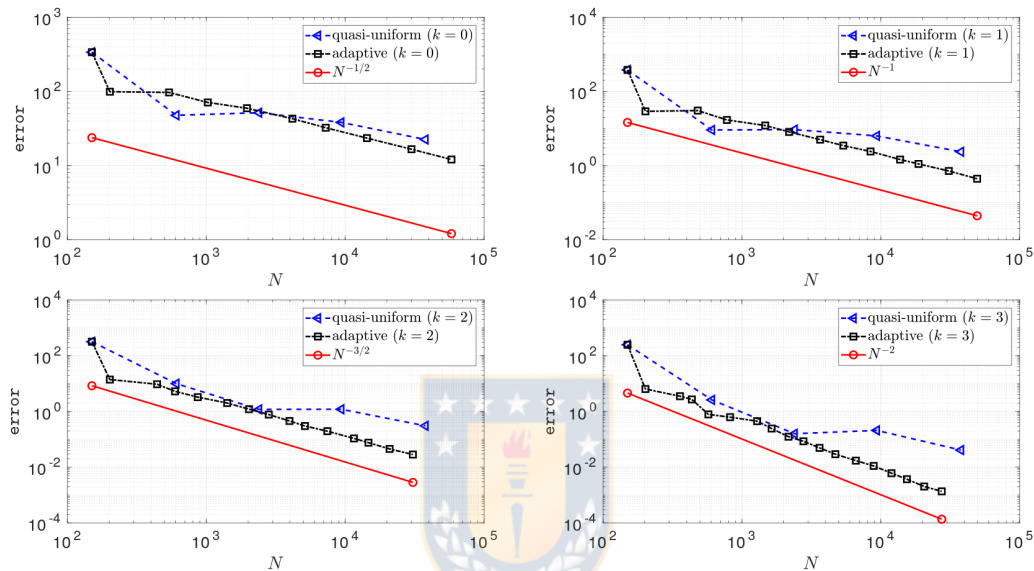 10^3
10^2
10^1
10^0
error
10^2
10^3
10^4
10^5
N
quasi-uniform (k = 0)
adaptive (k = 0)
N^{-1/2}
10^4
10^2
10^0
10^{-2}
error
10^2
10^3
10^4
10^5
N
quasi-uniform (k = 1)
adaptive (k = 1)
N^{-1}
10^4
10^2
10^0
10^{-2}
10^{-4}
error
10^2
10^3
10^4
10^5
N
quasi-uniform (k = 2)
adaptive (k = 2)
N^{-3/2}
10^4
10^2
10^0
10^{-2}
10^{-4}
error
10^2
10^3
10^4
10^5
N
quasi-uniform (k = 3)
adaptive (k = 3)
N^{-2}